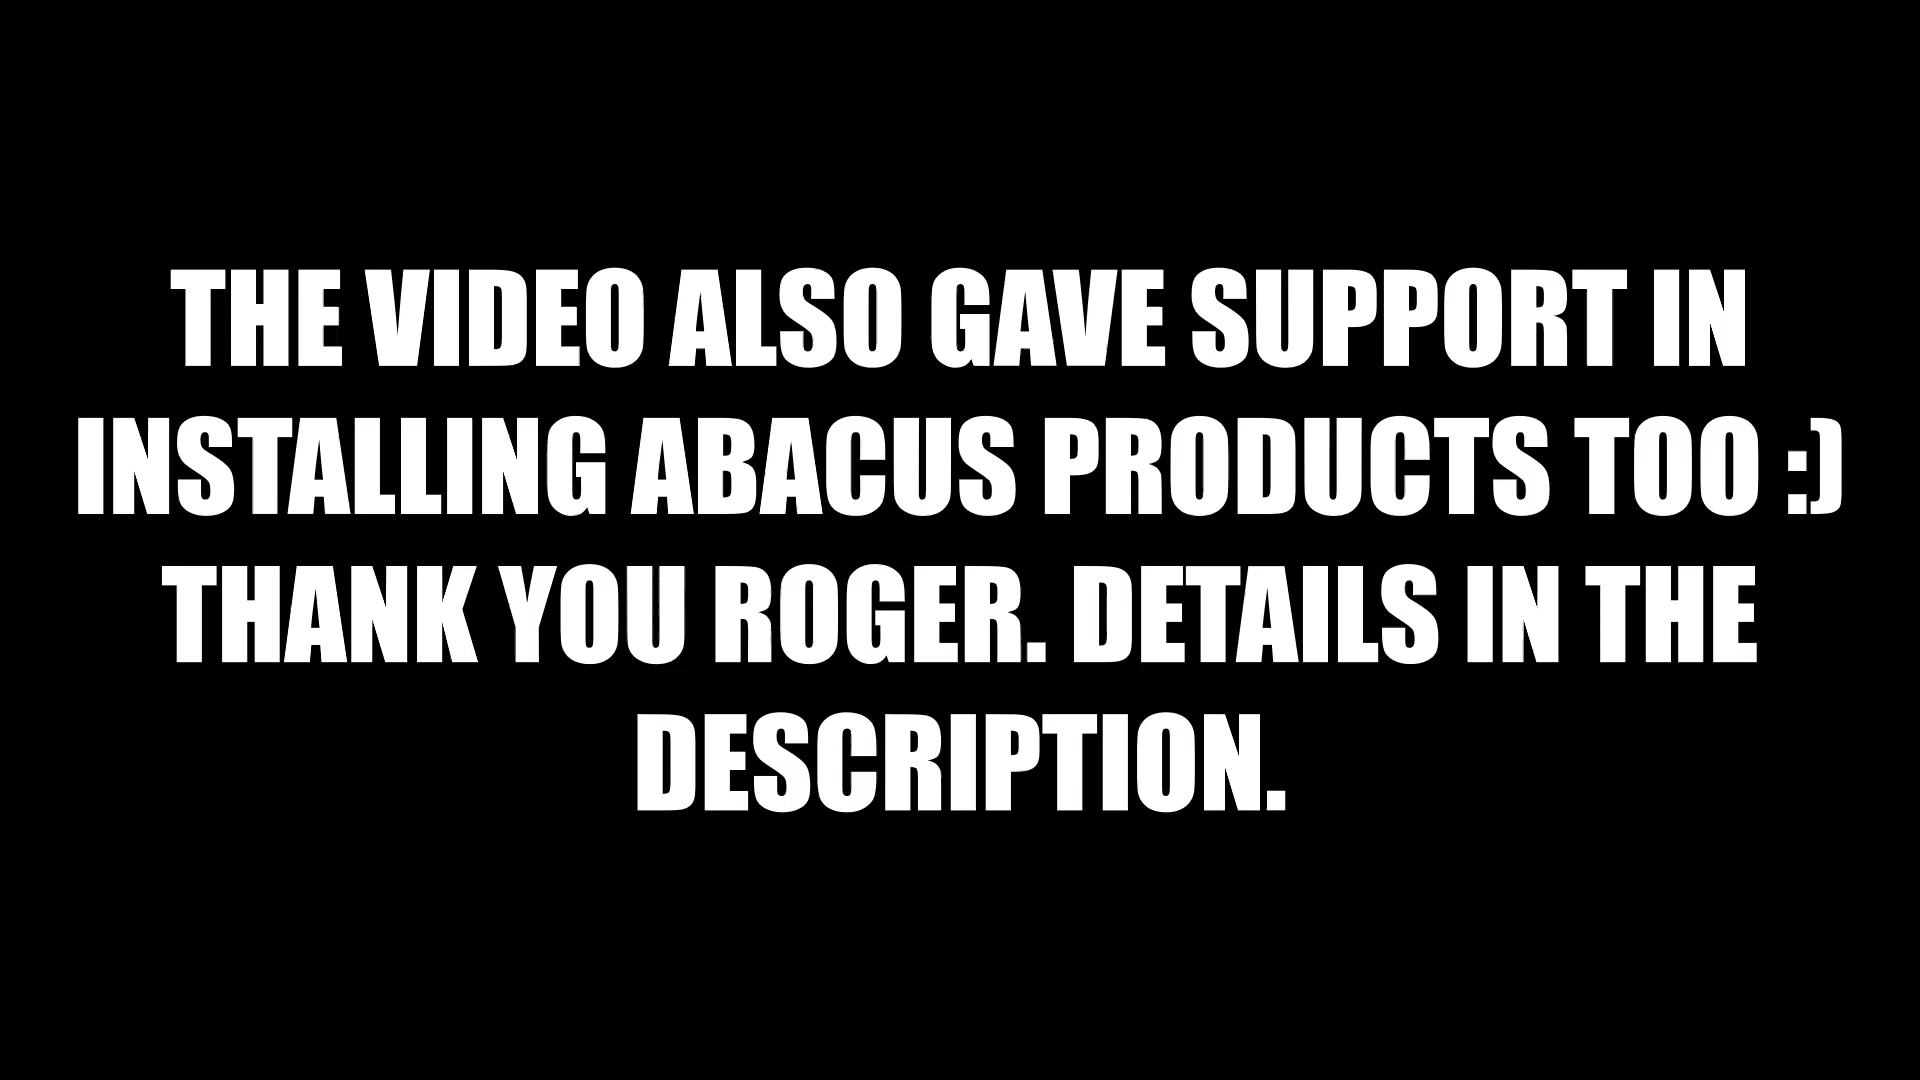 THE VIDEO ALSO GAVE SUPPORT IN
INSTALLING ABACUS PRODUCTS TOO :)
THANK YOU ROGER. DETAILS IN THE
DESCRIPTION.